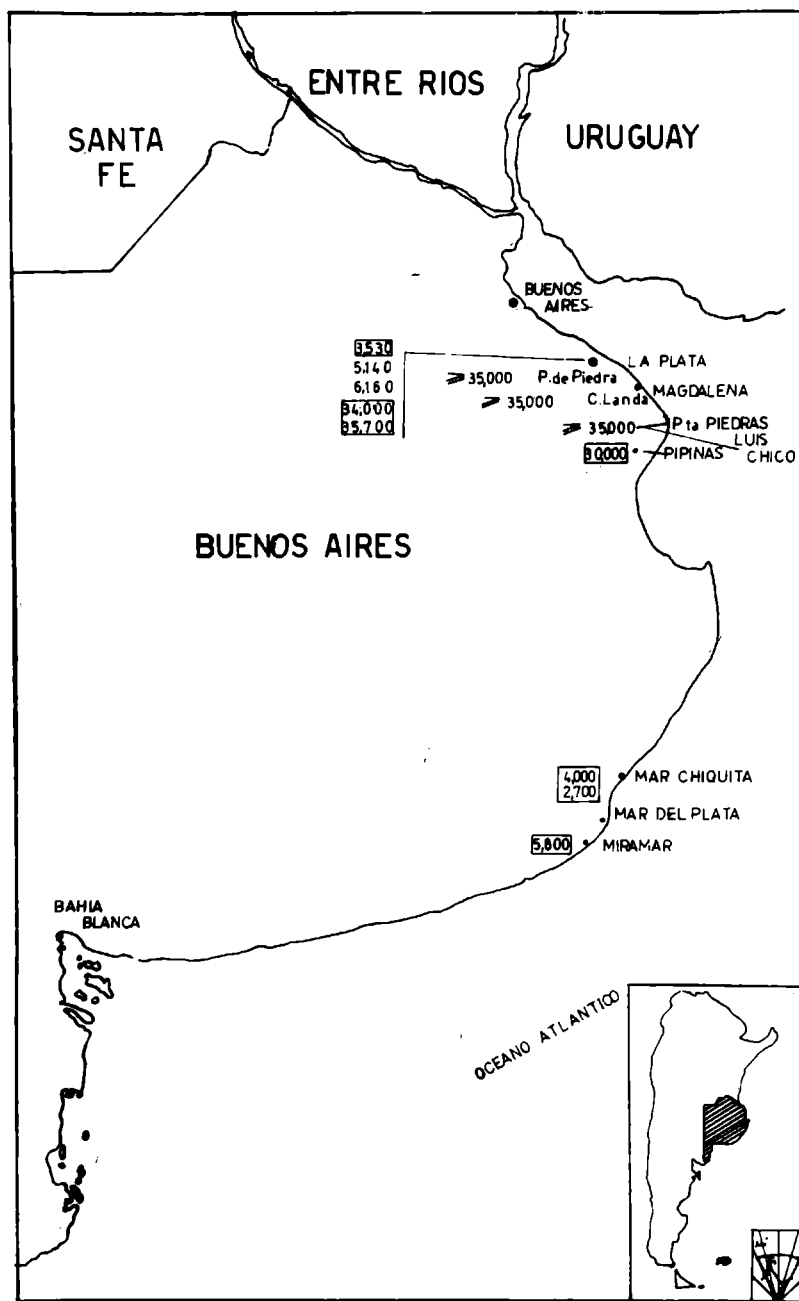 ENTRE RIOS
SANTA
FE
URUGUAY
BUENOS
AIRES
3,530
5,140
6,160
34,000
35,700
LA PLATA
⩾ 35,000
P. de Piedra
⩾ 35,000
C. Landa
MAGDALENA
⩾ 35,000
Pta PIEDRAS
LUIS
CHICO
30,000
PIPINAS
BUENOS AIRES
4,000
2,700
MAR CHIQUITA
MAR DEL PLATA
5,800
MIRAMAR
BAHIA
BLANCA
OCEANO ATLANTICO